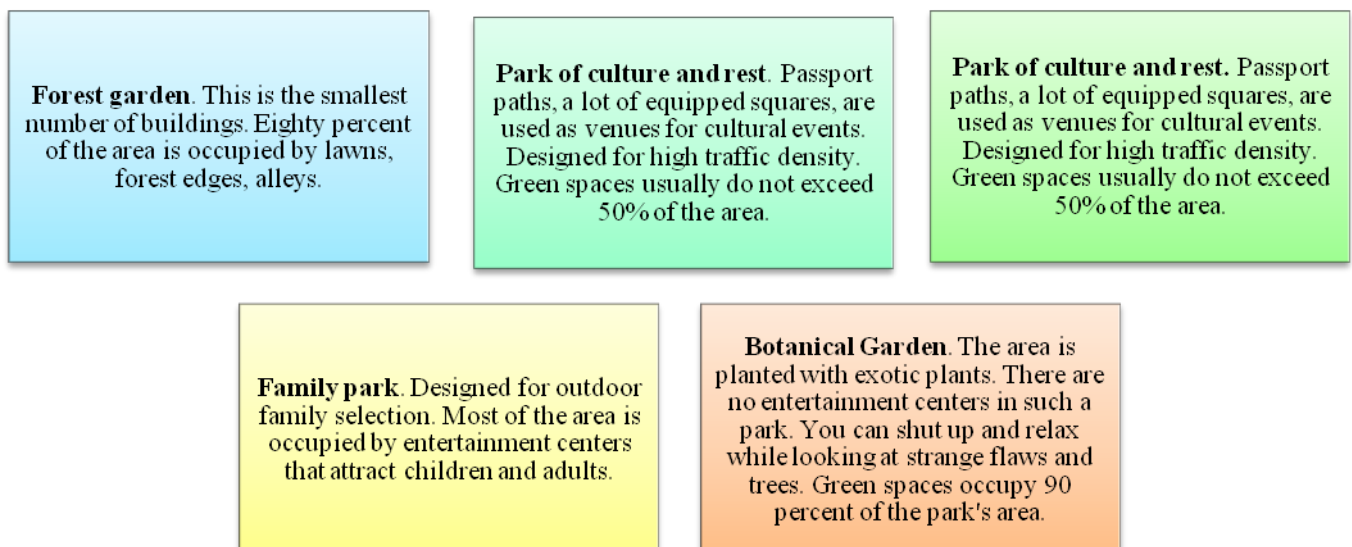 Forest garden. This is the smallest
number of buildings. Eighty percent
of the area is occupied by lawns,
forest edges, alleys.
Park of culture and rest. Passport
paths, a lot of equipped squares, are
used as venues for cultural events.
Designed for high traffic density.
Green spaces usually do not exceed
50% of the area.
Park of culture and rest. Passport
paths, a lot of equipped squares, are
used as venues for cultural events.
Designed for high traffic density.
Green spaces usually do not exceed
50% of the area.
Family park. Designed for outdoor
family selection. Most of the area is
occupied by entertainment centers
that attract children and adults.
Botanical Garden. The area is
planted with exotic plants. There are
no entertainment centers in such a
park. You can shut up and relax
while looking at strange flaws and
trees. Green spaces occupy 90
percent of the park's area.